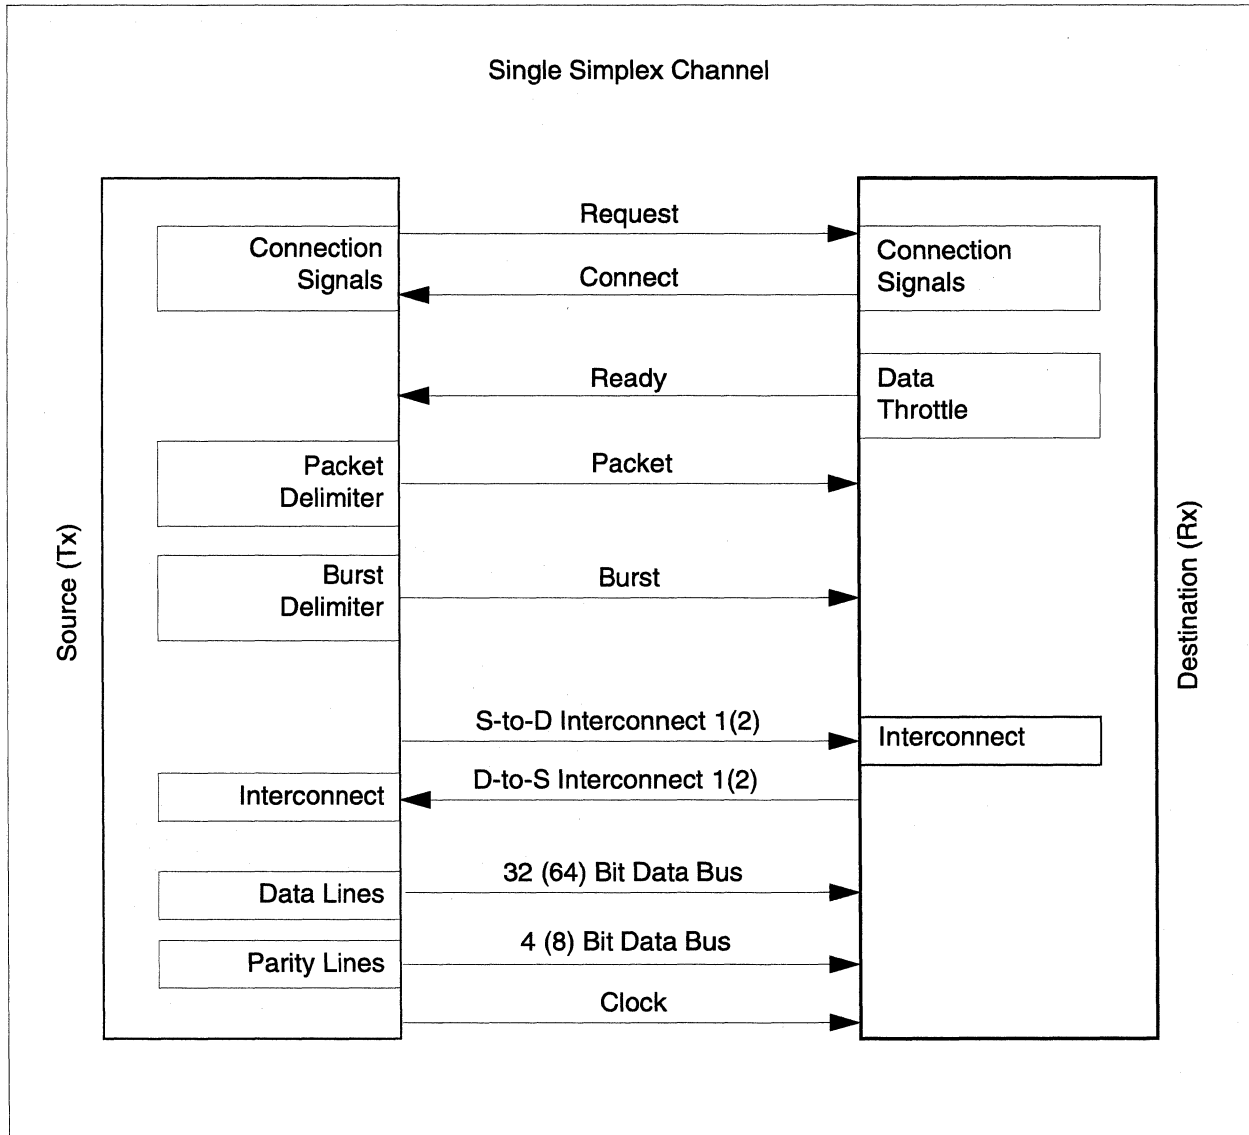 Single Simplex Channel
Request
Connection
Signals
Connection
Signals
Connect
Ready
Data
Throttle
Packet
Delimiter
Packet
Burst
Delimiter
Burst
Source (Tx)
Destination (Rx)
S-to-D Interconnect 1(2)
Interconnect
D-to-S Interconnect 1(2)
Interconnect
32 (64) Bit Data Bus
Data Lines
4 (8) Bit Data Bus
Parity Lines
Clock